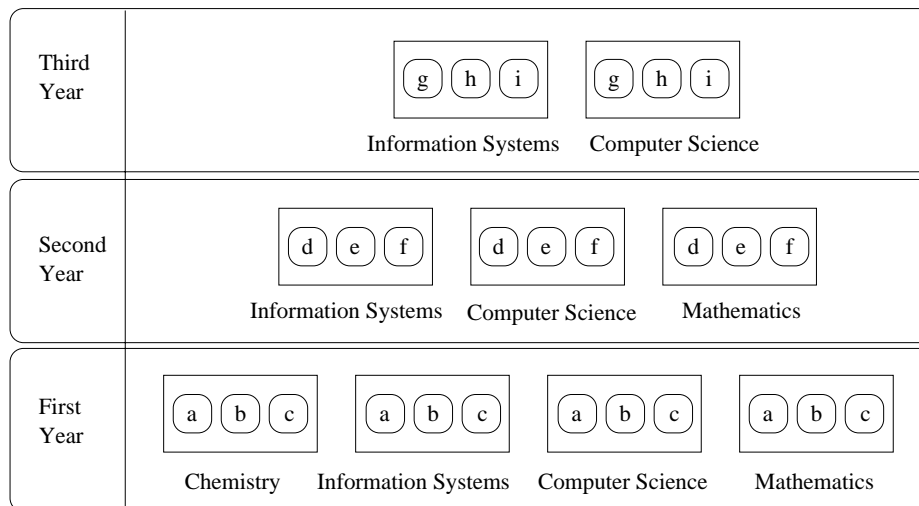 Third
Year
g h i g h i
Information Systems Computer Science
Second
Year
d e f d e f d e f
Information Systems Computer Science Mathematics
First
Year
a b c a b c a b c a b c
Chemistry Information Systems Computer Science Mathematics